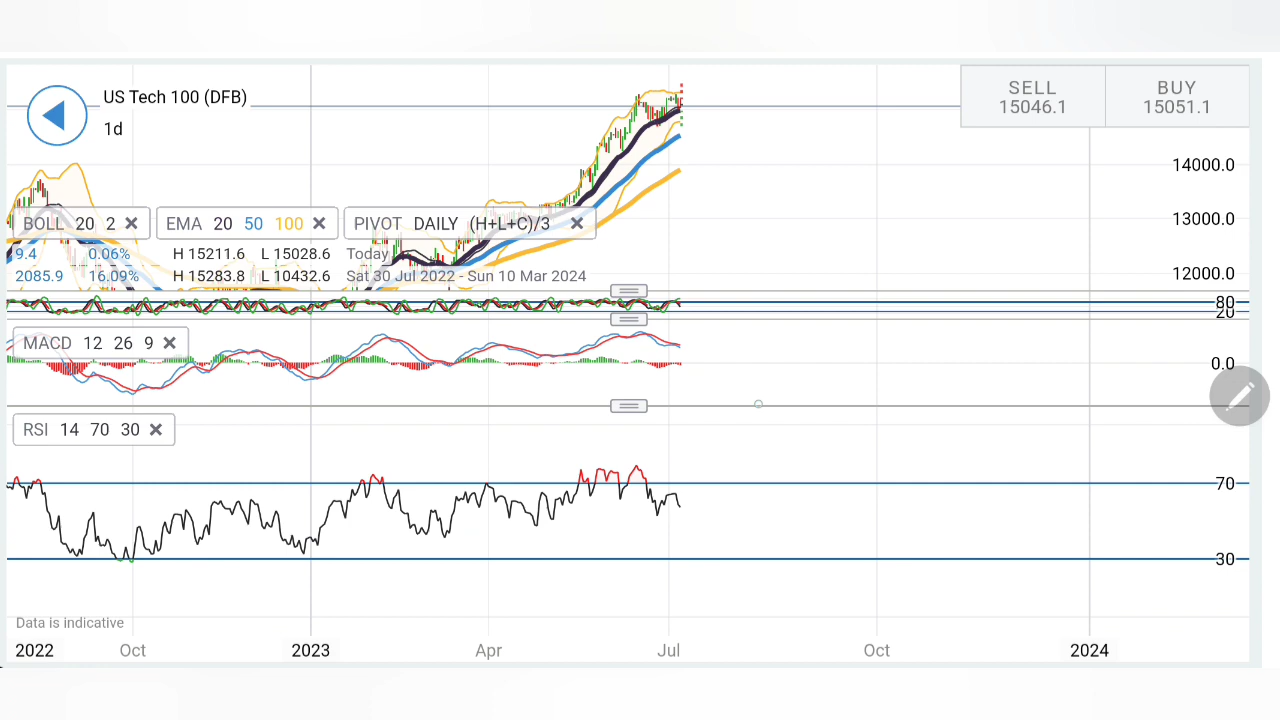 US Tech 100 (DFB)
1d
SELL
15046.1
BUY
15051.1
14000.0
13000.0
12000.0
BOLL 20 2 ×
EMA 20 50 100 ×
PIVOT DAILY (H+L+C)/3 ×
9.4 0.06% H 15211.6 L 15028.6 Today
2085.9 16.09% H 15283.8 L 10432.6 Sat 30 Jul 2022 - Sun 10 Mar 2024
80
20
MACD 12 26 9 ×
0.0
RSI 14 70 30 ×
70
30
Data is indicative
2022 Oct 2023 Apr Jul Oct 2024